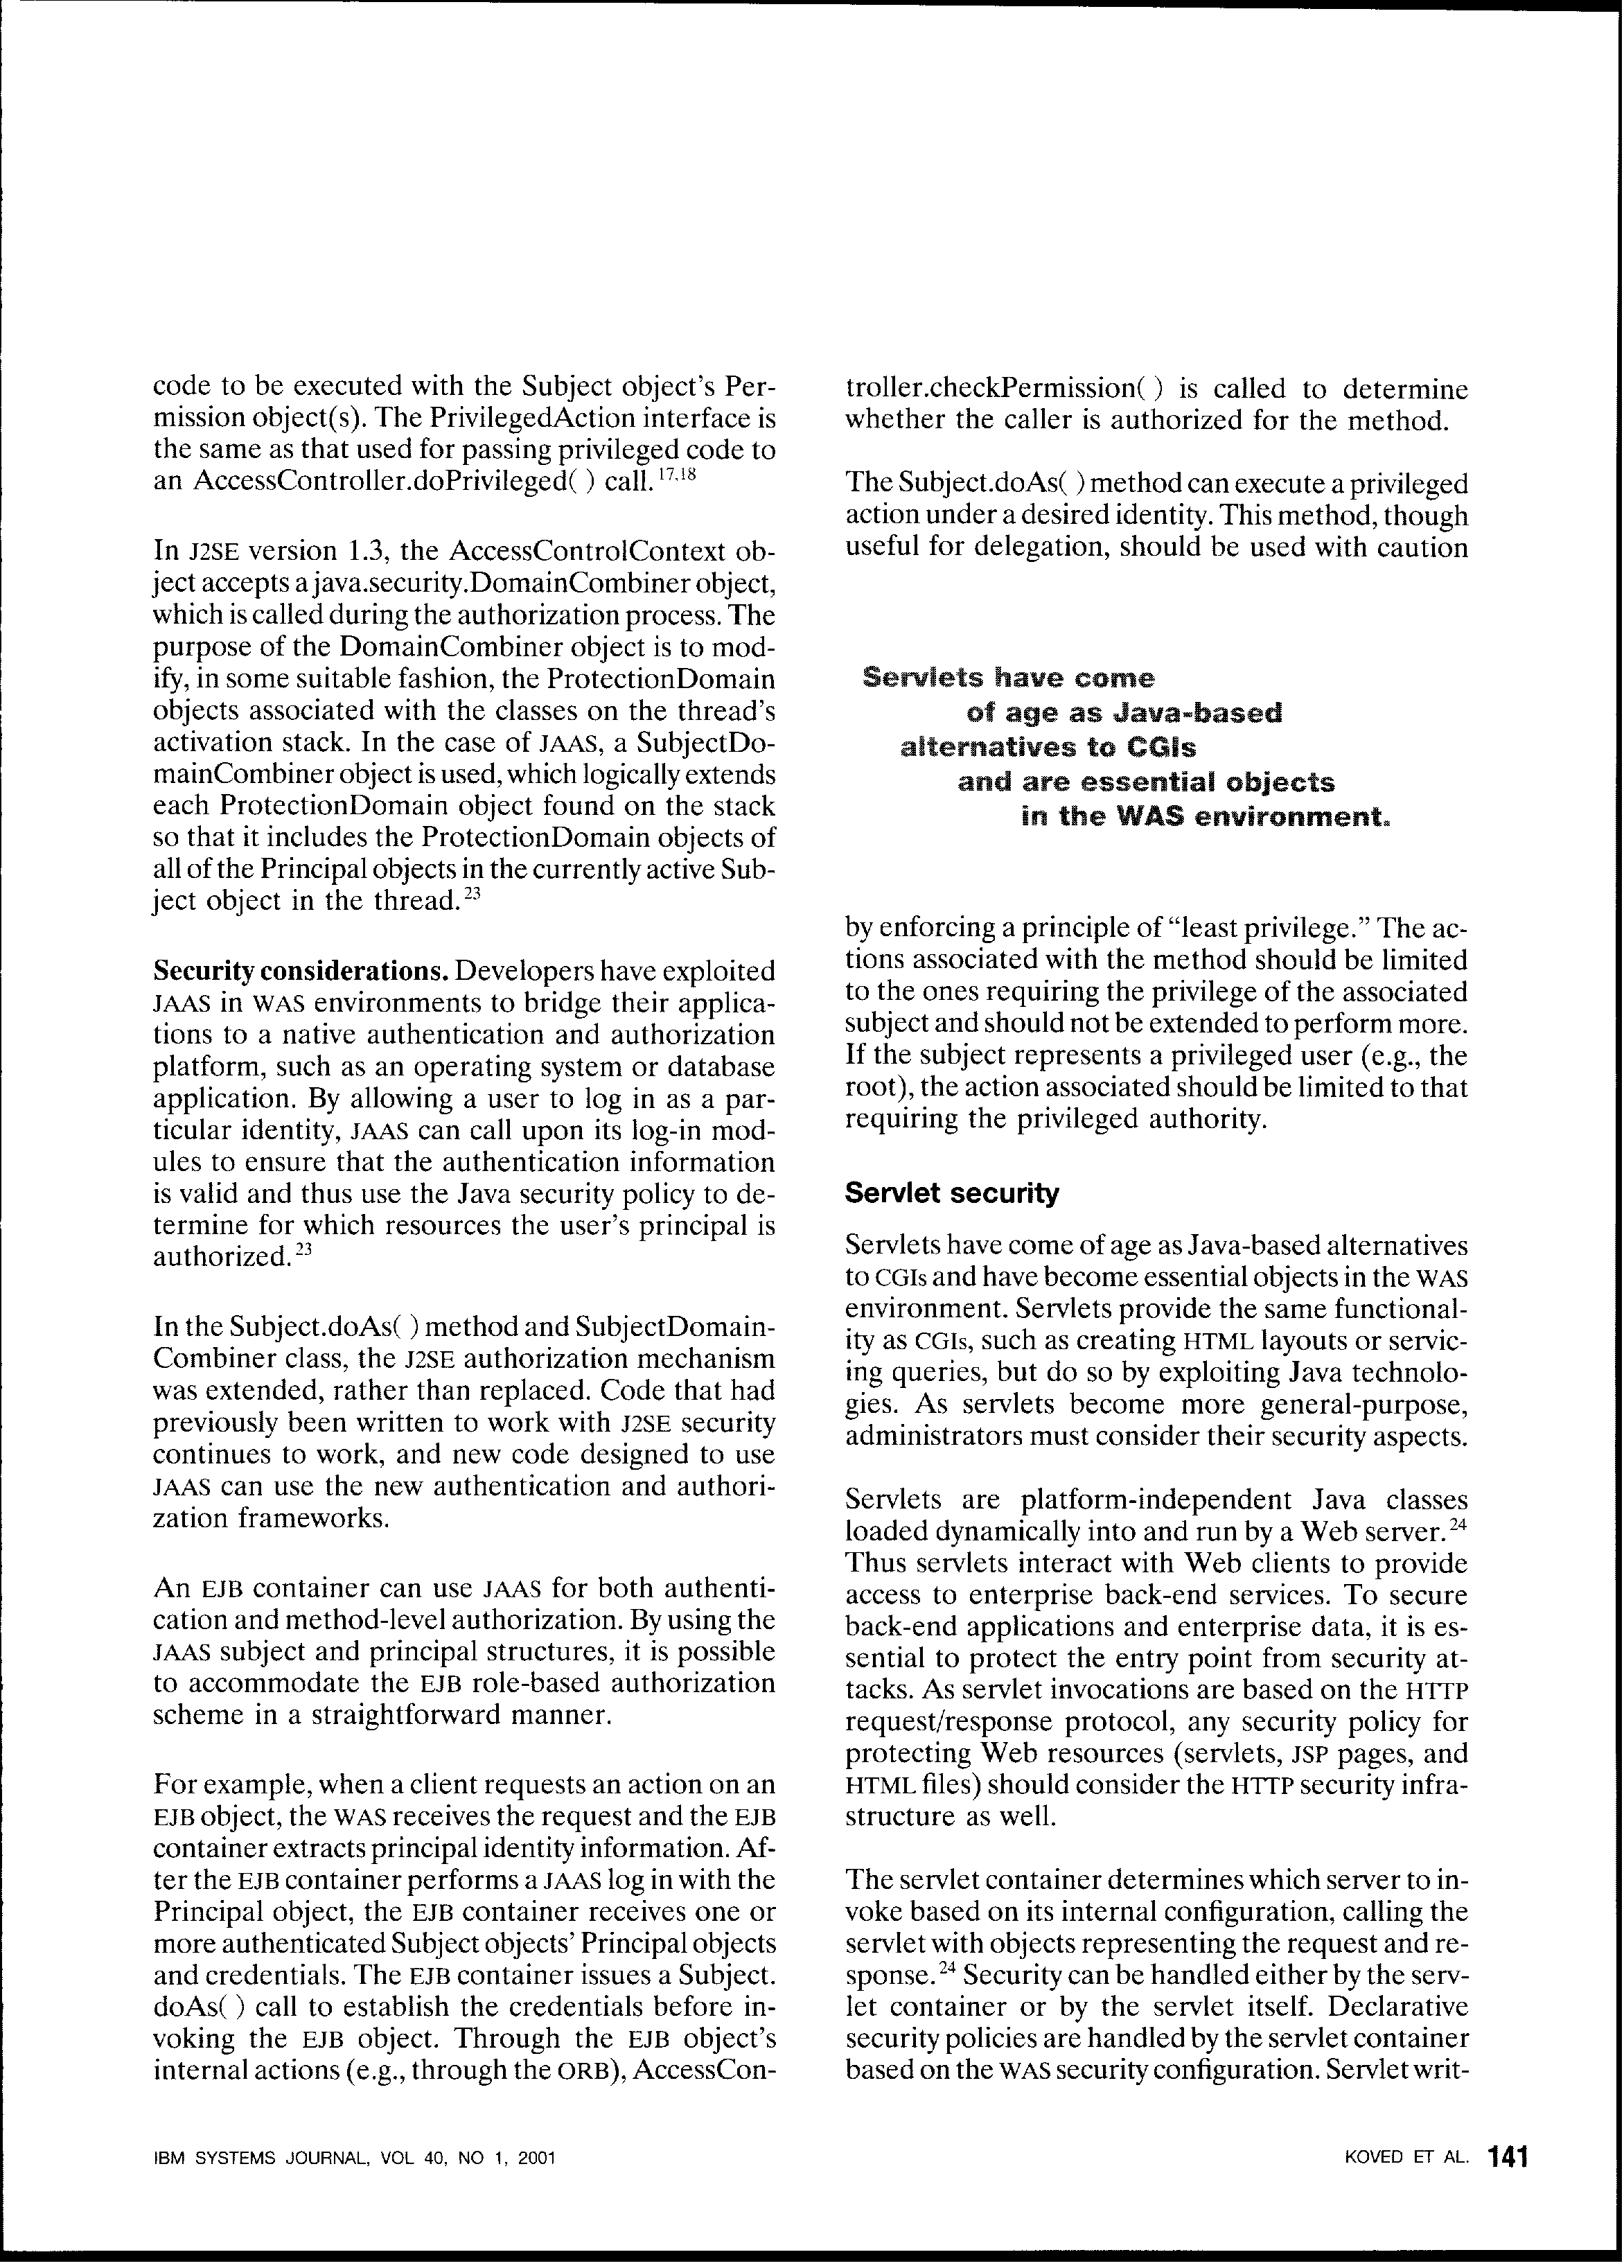 code to be executed with the Subject object's Per-
mission object(s). The PrivilegedAction interface is
the same as that used for passing privileged code to
an AccessController.doPrivileged( ) call.17,18
In J2SE version 1.3, the AccessControlContext ob-
ject accepts a java.security.DomainCombiner object,
which is called during the authorization process. The
purpose of the DomainCombiner object is to mod-
ify, in some suitable fashion, the ProtectionDomain
objects associated with the classes on the thread's
activation stack. In the case of JAAS, a SubjectDo-
mainCombiner object is used, which logically extends
each ProtectionDomain object found on the stack
so that it includes the ProtectionDomain objects of
all of the Principal objects in the currently active Sub-
ject object in the thread.23
Security considerations. Developers have exploited
JAAS in WAS environments to bridge their applica-
tions to a native authentication and authorization
platform, such as an operating system or database
application. By allowing a user to log in as a par-
ticular identity, JAAS can call upon its log-in mod-
ules to ensure that the authentication information
is valid and thus use the Java security policy to de-
termine for which resources the user's principal is
authorized.23
In the Subject.doAs( ) method and SubjectDomain-
Combiner class, the J2SE authorization mechanism
was extended, rather than replaced. Code that had
previously been written to work with J2SE security
continues to work, and new code designed to use
JAAS can use the new authentication and authori-
zation frameworks.
An EJB container can use JAAS for both authenti-
cation and method-level authorization. By using the
JAAS subject and principal structures, it is possible
to accommodate the EJB role-based authorization
scheme in a straightforward manner.
For example, when a client requests an action on an
EJB object, the WAS receives the request and the EJB
container extracts principal identity information. Af-
ter the EJB container performs a JAAS log in with the
Principal object, the EJB container receives one or
more authenticated Subject objects' Principal objects
and credentials. The EJB container issues a Subject.
doAs( ) call to establish the credentials before in-
voking the EJB object. Through the EJB object's
internal actions (e.g., through the ORB), AccessCon-
troller.checkPermission( ) is called to determine
whether the caller is authorized for the method.
The Subject.doAs( ) method can execute a privileged
action under a desired identity. This method, though
useful for delegation, should be used with caution
Servlets have come
of age as Java-based
alternatives to CGIs
and are essential objects
in the WAS environment.
by enforcing a principle of “least privilege.” The ac-
tions associated with the method should be limited
to the ones requiring the privilege of the associated
subject and should not be extended to perform more.
If the subject represents a privileged user (e.g., the
root), the action associated should be limited to that
requiring the privileged authority.
Servlet security
Servlets have come of age as Java-based alternatives
to CGIs and have become essential objects in the WAS
environment. Servlets provide the same functional-
ity as CGIs, such as creating HTML layouts or servic-
ing queries, but do so by exploiting Java technolo-
gies. As servlets become more general-purpose,
administrators must consider their security aspects.
Servlets are platform-independent Java classes
loaded dynamically into and run by a Web server.24
Thus servlets interact with Web clients to provide
access to enterprise back-end services. To secure
back-end applications and enterprise data, it is es-
sential to protect the entry point from security at-
tacks. As servlet invocations are based on the HTTP
request/response protocol, any security policy for
protecting Web resources (servlets, JSP pages, and
HTML files) should consider the HTTP security infra-
structure as well.
The servlet container determines which server to in-
voke based on its internal configuration, calling the
servlet with objects representing the request and re-
sponse.24 Security can be handled either by the serv-
let container or by the servlet itself. Declarative
security policies are handled by the servlet container
based on the WAS security configuration. Servlet writ-
IBM SYSTEMS JOURNAL, VOL 40, NO 1, 2001
KOVED ET AL. 141